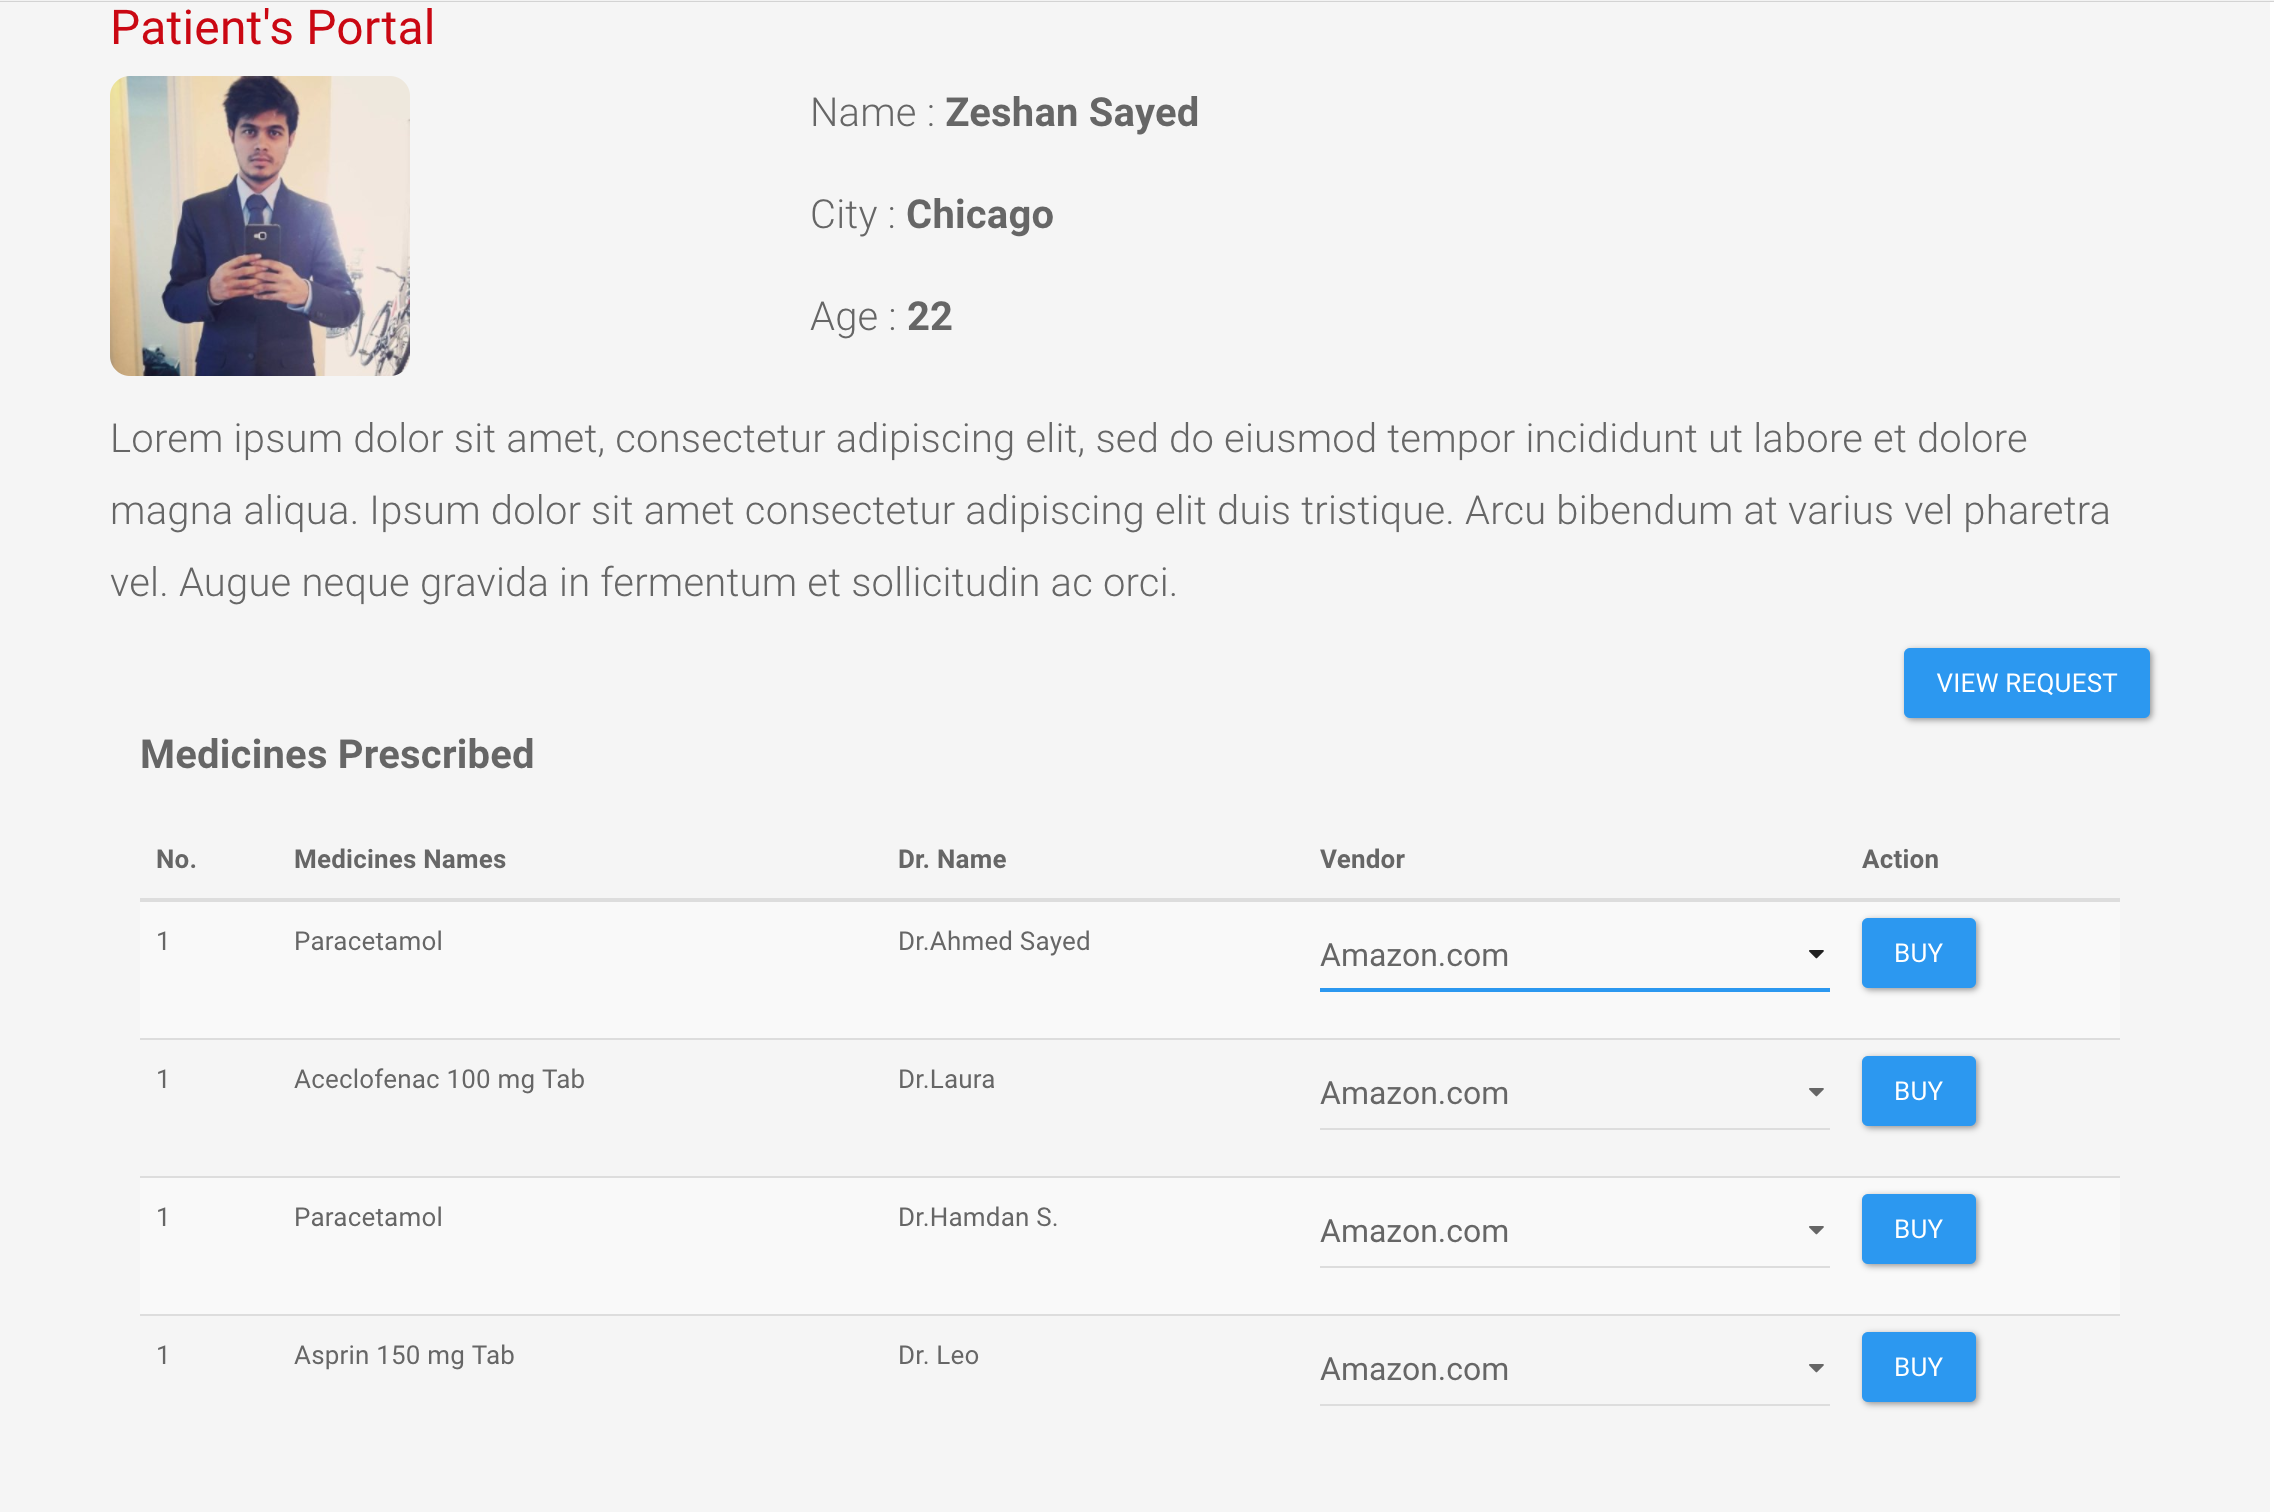 Patient's Portal
Name : Zeshan Sayed
City : Chicago
Age : 22
Lorem ipsum dolor sit amet, consectetur adipiscing elit, sed do eiusmod tempor incididunt ut labore et dolore
magna aliqua. Ipsum dolor sit amet consectetur adipiscing elit duis tristique. Arcu bibendum at varius vel pharetra
vel. Augue neque gravida in fermentum et sollicitudin ac orci.
VIEW REQUEST
Medicines Prescribed
No. Medicines Names Dr. Name Vendor Action
1 Paracetamol Dr.Ahmed Sayed Amazon.com BUY
1 Aceclofenac 100 mg Tab Dr.Laura Amazon.com BUY
1 Paracetamol Dr.Hamdan S. Amazon.com BUY
1 Asprin 150 mg Tab Dr. Leo Amazon.com BUY